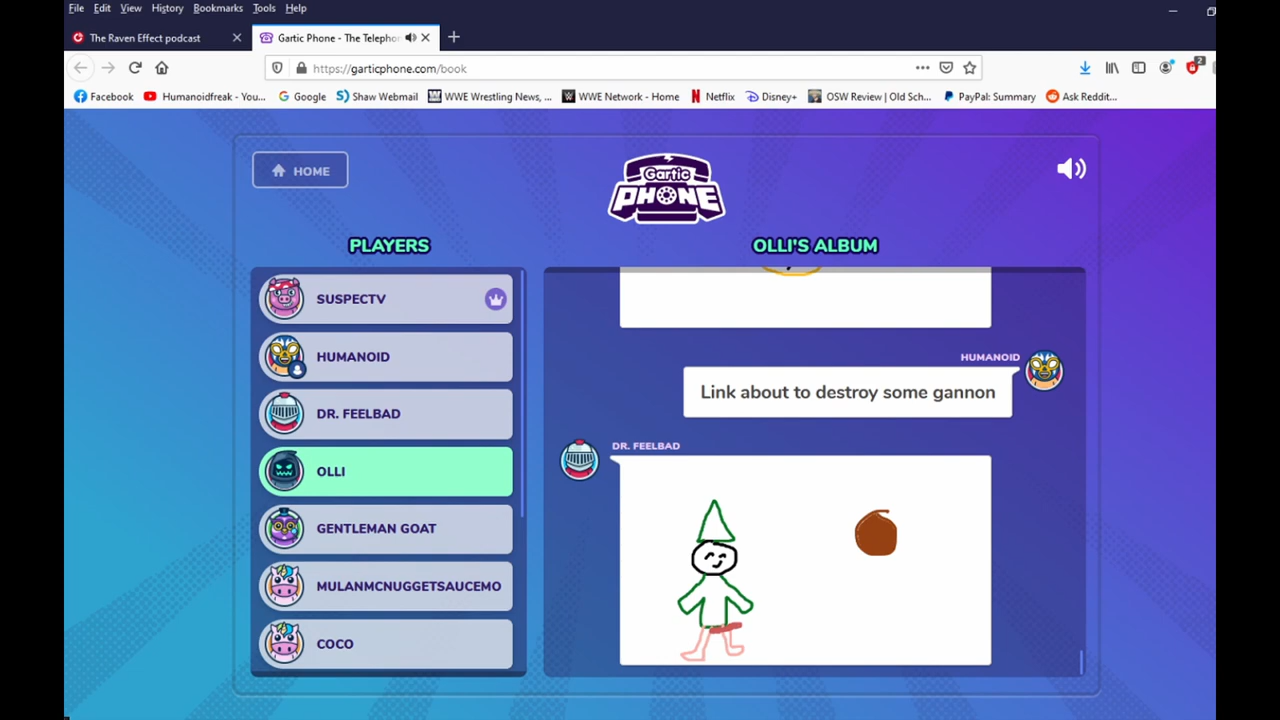 File Edit View History Bookmarks Tools Help
The Raven Effect podcast
Gartic Phone - The Telephon
https://garticphone.com/book
Facebook
Humanoidfreak - You...
Google
Shaw Webmail
WWE Wrestling News, ...
WWE Network - Home
Netflix
Disney+
OSW Review | Old Sch...
PayPal: Summary
Ask Reddit...
2
HOME
Gartic
PHONE
PLAYERS
OLLI'S ALBUM
SUSPECTV
HUMANOID
DR. FEELBAD
OLLI
GENTLEMAN GOAT
MULANMCNUGGETSAUCEMO
COCO
HUMANOID
Link about to destroy some gannon
DR. FEELBAD